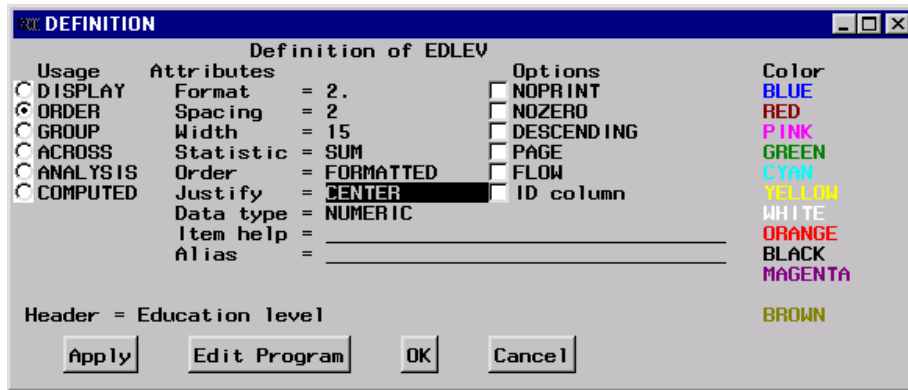 DEFINITION
Definition of EDLEV
Usage Attributes Options Color
DISPLAY Format = 2. NOPRINT BLUE
ORDER Spacing = 2 NOZERO RED
GROUP Width = 15 DESCENDING PINK
ACROSS Statistic = SUM PAGE GREEN
ANALYSIS Order = FORMATTED FLOW CYAN
COMPUTED Justify = CENTER ID column YELLOW
Data type = NUMERIC WHITE
Item help = ORANGE
Alias = BLACK
MAGENTA
Header = Education level BROWN
Apply Edit Program OK Cancel